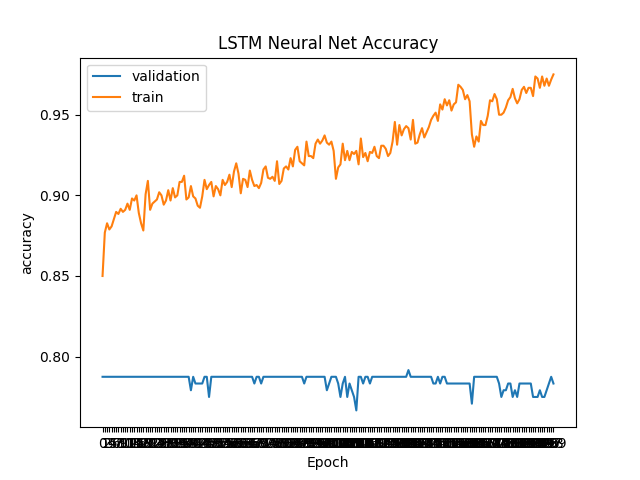 LSTM Neural Net Accuracy
validation
train
0.95
0.90
0.85
0.80
accuracy
Epoch